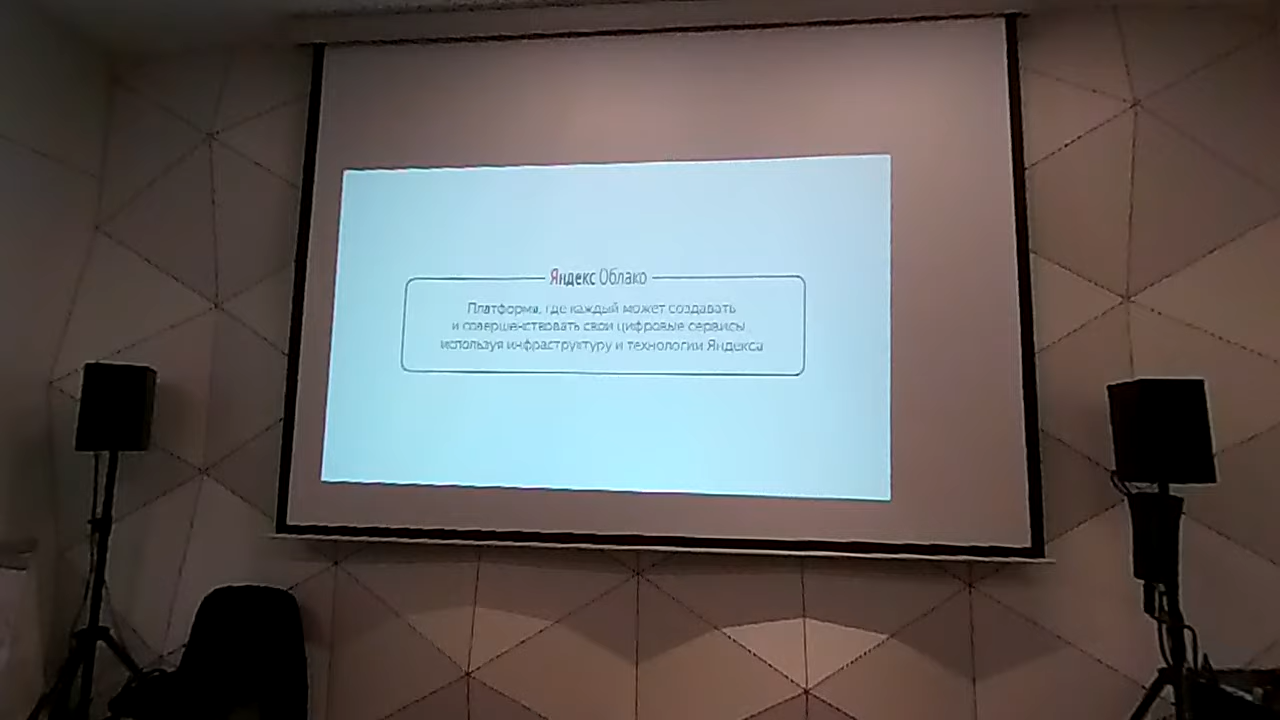 Яндекс Облако
Платформа, где каждый может создавать
и совершенствовать свои цифровые сервисы,
используя инфраструктуру и технологии Яндекса